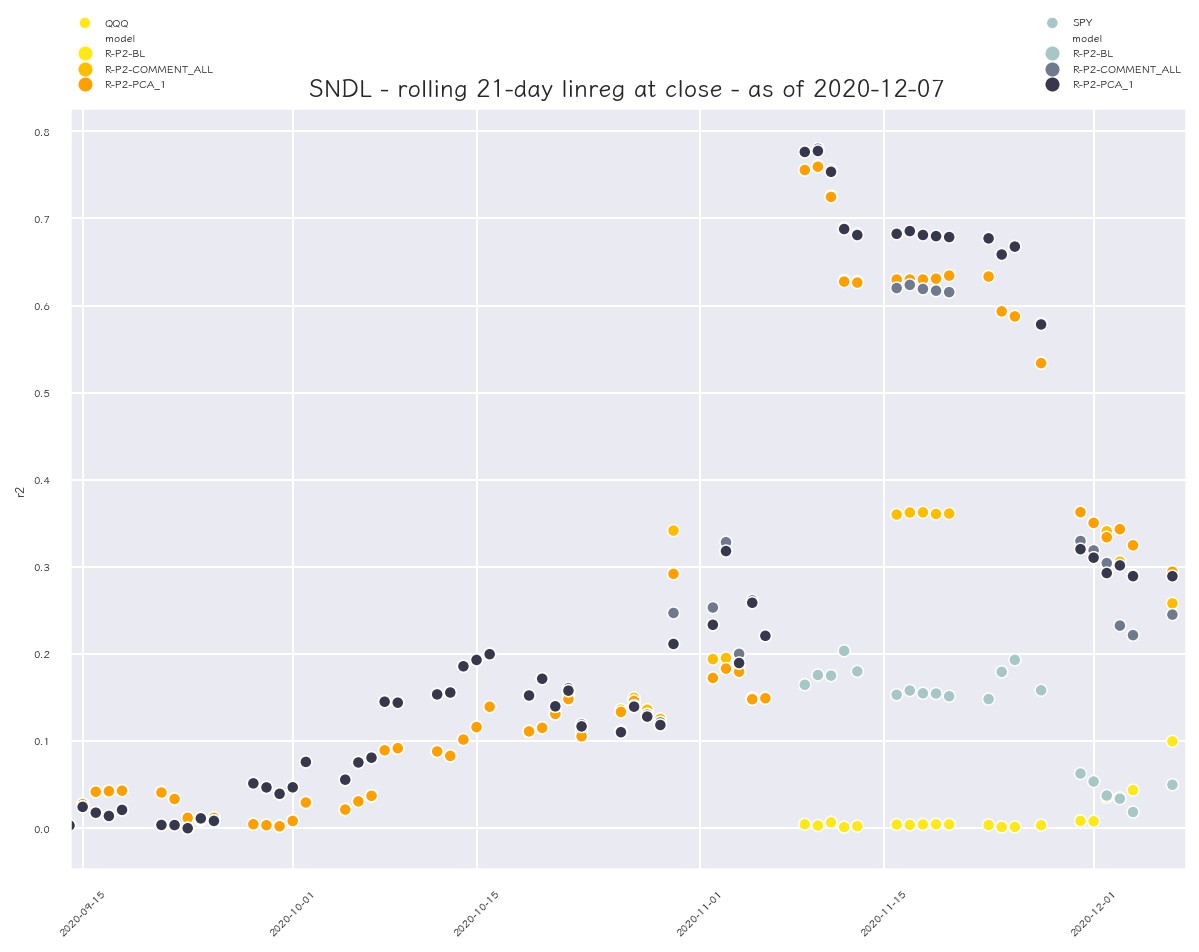 QQQ
model
R-P2-BL
R-P2-COMMENT_ALL
R-P2-PCA_1
SPY
model
R-P2-BL
R-P2-COMMENT_ALL
R-P2-PCA_1
SNDL - rolling 21-day linreg at close - as of 2020-12-07
0.8
0.7
0.6
0.5
0.4
0.3
0.2
0.1
0.0
r2
2020-09-15
2020-10-01
2020-10-15
2020-11-01
2020-11-15
2020-12-01